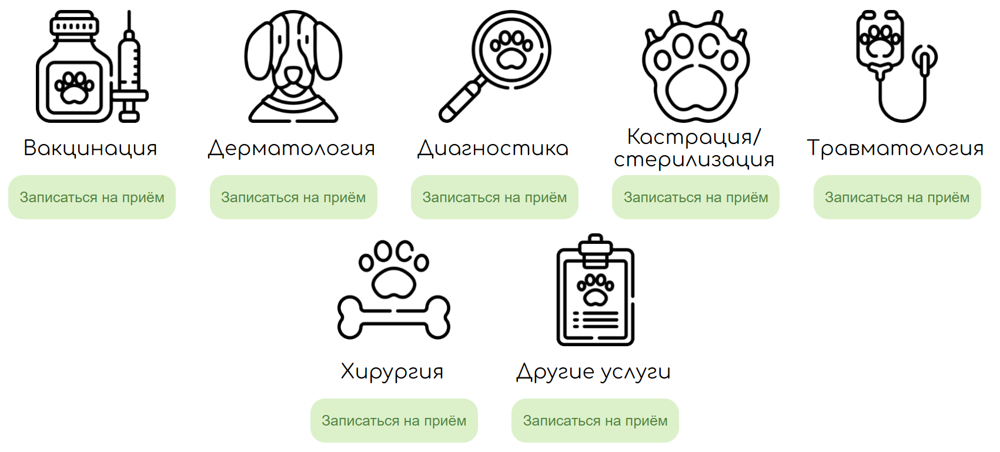 Вакцинация
Дерматология
Диагностика
Кастрация/
стерилизация
Травматология
Записаться на приём
Записаться на приём
Записаться на приём
Записаться на приём
Записаться на приём
Хирургия
Другие услуги
Записаться на приём
Записаться на приём